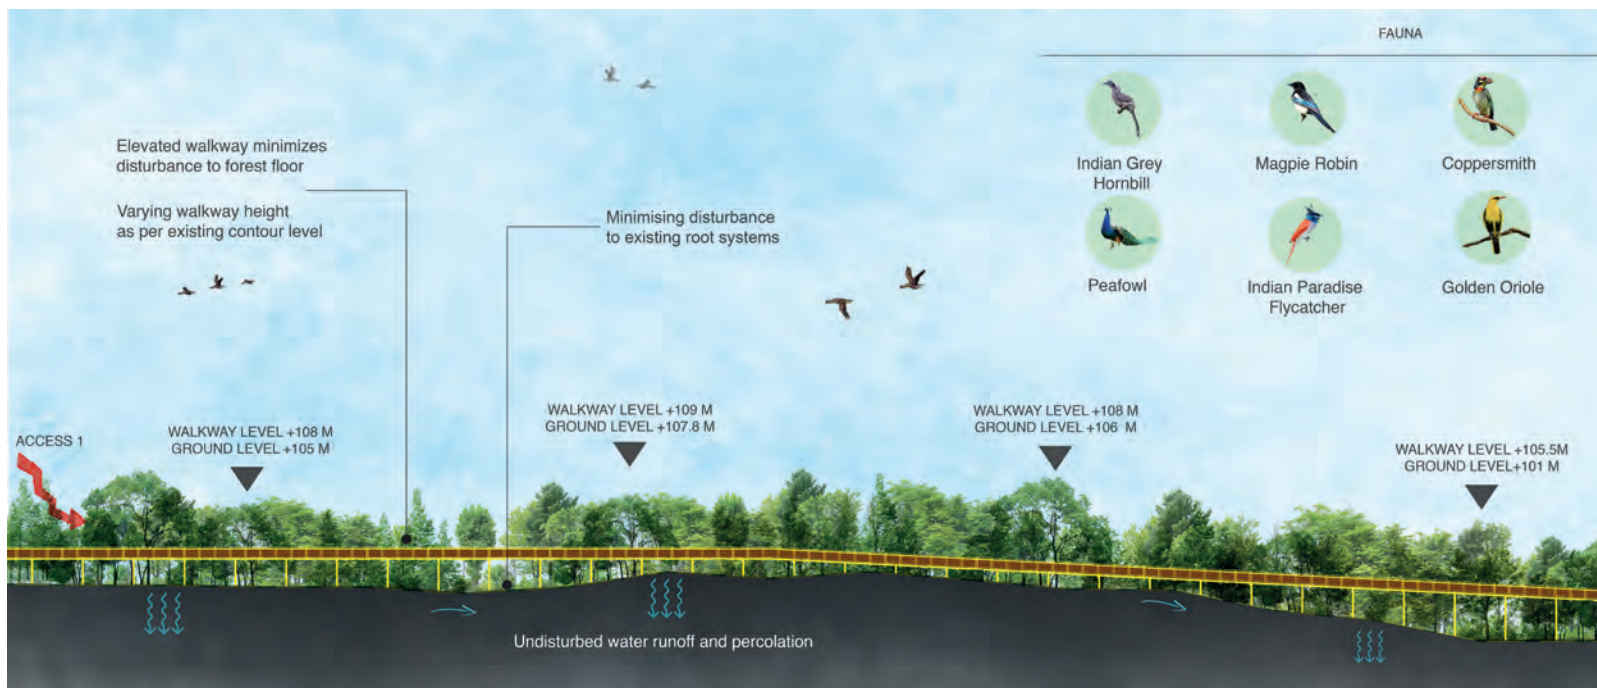 FAUNA
Indian Grey
Hornbill
Magpie Robin
Coppersmith
Peafowl
Indian Paradise
Flycatcher
Golden Oriole
Elevated walkway minimizes
disturbance to forest floor
Varying walkway height
as per existing contour level
Minimising disturbance
to existing root systems
ACCESS 1
WALKWAY LEVEL +108 M
GROUND LEVEL +105 M
WALKWAY LEVEL +109 M
GROUND LEVEL +107.8 M
WALKWAY LEVEL +108 M
GROUND LEVEL +106 M
WALKWAY LEVEL +105.5M
GROUND LEVEL+101 M
Undisturbed water runoff and percolation